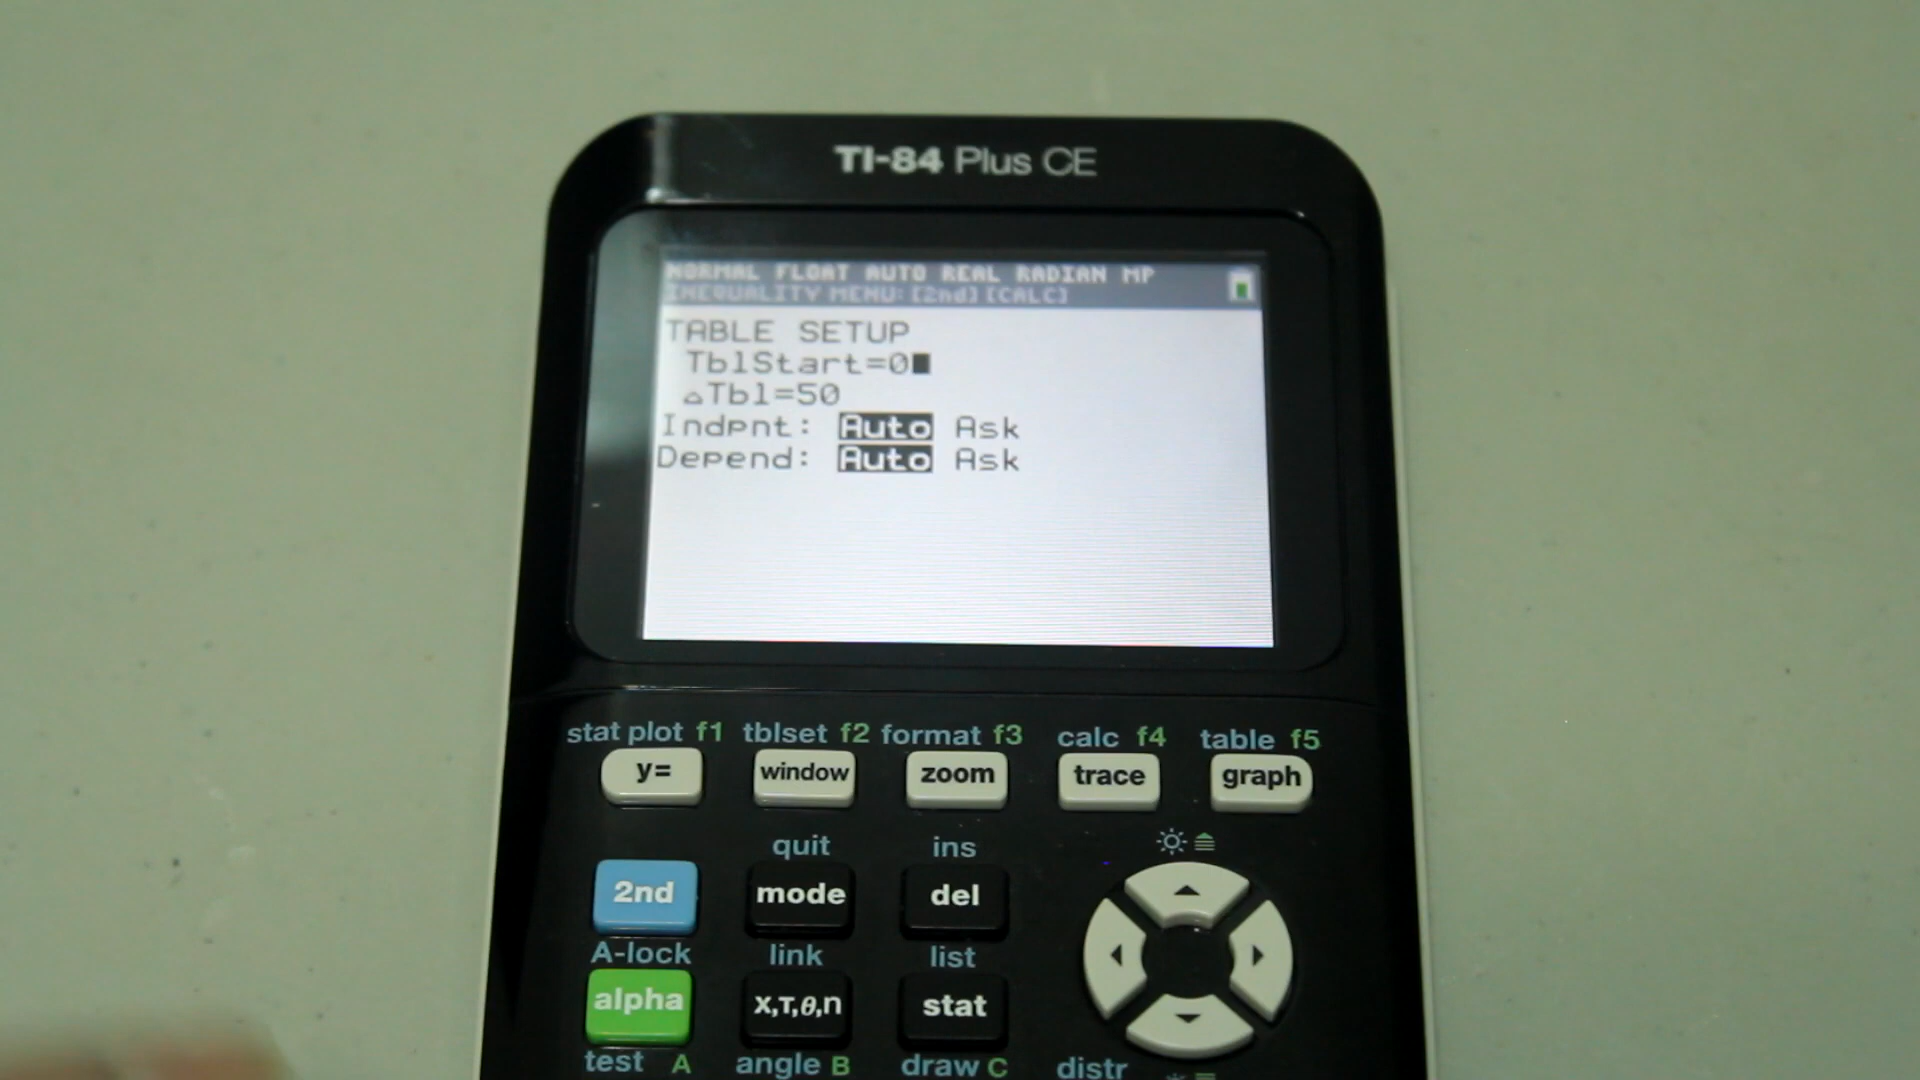 TI-84 Plus CE
NORMAL FLOAT AUTO REAL RADIAN MP
INEQUALITY MENU:[2nd][CALC]
TABLE SETUP
TblStart=0
△Tbl=50
Indpnt: Auto Ask
Depend: Auto Ask
stat plot f1 tblset f2 format f3 calc f4 table f5
y= window zoom trace graph
quit ins
2nd mode del
A-lock link list
alpha X,T,θ,n stat
test A angle B draw C distr